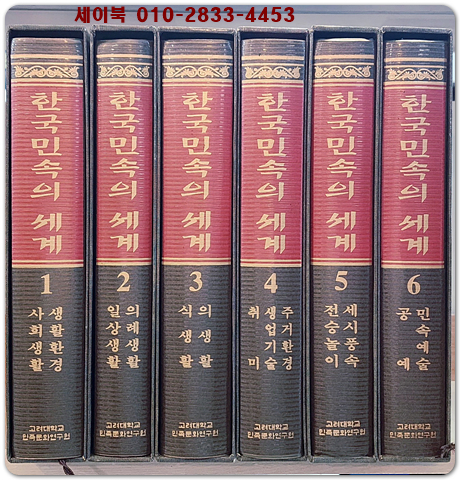 세이북 010-2833-4453
한국민속의 세계
1
생활환경
사회생활
고려대학교
민족문화연구원
한국민속의 세계
2
의례생활
일상생활
고려대학교
민족문화연구원
한국민속의 세계
3
의생활
식생활
고려대학교
민족문화연구원
한국민속의 세계
4
주거환경
생업기술
취미
고려대학교
민족문화연구원
한국민속의 세계
5
세시풍속
전승놀이
고려대학교
민족문화연구원
한국민속의 세계
6
민속예술
공예
고려대학교
민족문화연구원